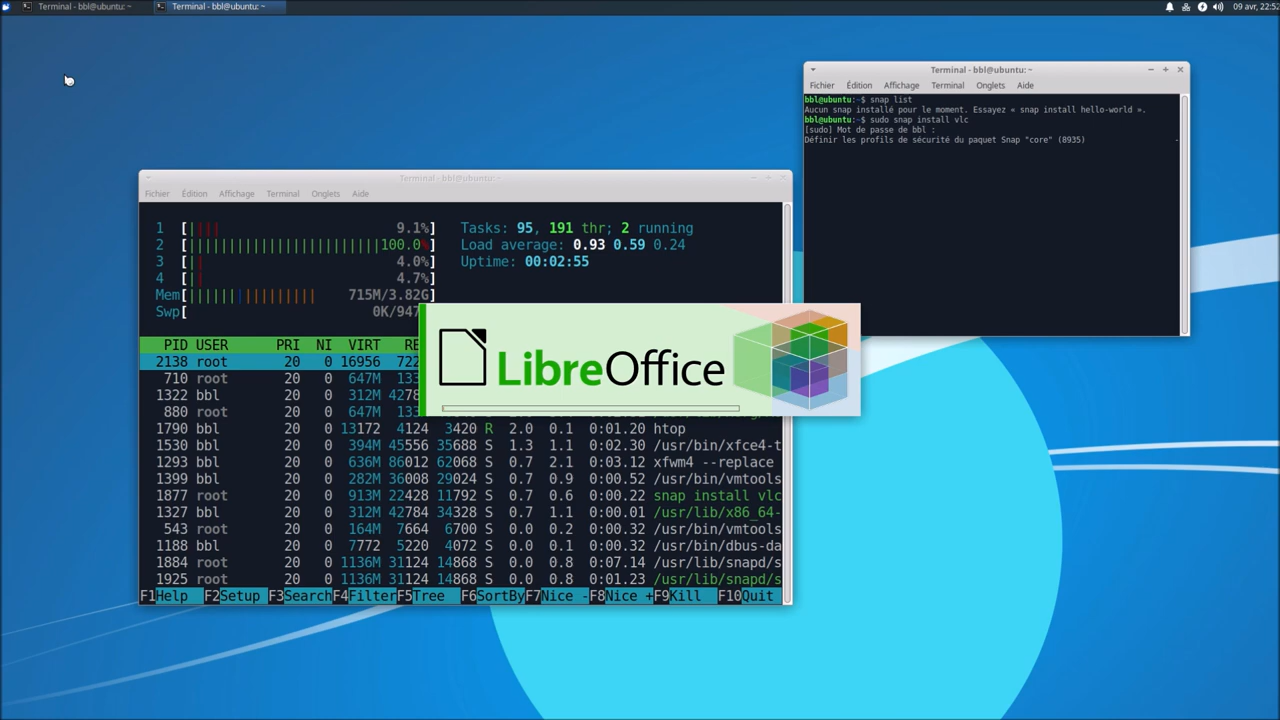 Terminal - bbl@ubuntu: ~
Terminal - bbl@ubuntu: ~
09 avr, 22:52
Terminal - bbl@ubuntu: ~
Fichier Édition Affichage Terminal Onglets Aide
bbl@ubuntu:~$ snap list
Aucun snap installé pour le moment. Essayez « snap install hello-world ».
bbl@ubuntu:~$ sudo snap install vlc
[sudo] Mot de passe de bbl :
Définir les profils de sécurité du paquet Snap "core" (8935) -
Terminal - bbl@ubuntu: ~
Fichier Édition Affichage Terminal Onglets Aide
1 [|||| 9.1%] Tasks: 95, 191 thr; 2 running
2 [||||||||||||||||||||||||100.0%] Load average: 0.93 0.59 0.24
3 [|| 4.0%] Uptime: 00:02:55
4 [|| 4.7%]
Mem[||||||||||||||||| 715M/3.82G]
Swp[ 0K/947
LibreOffice
PID USER PRI NI VIRT RE
2138 root 20 0 16956 722
710 root 20 0 647M 133
1322 bbl 20 0 312M 4278
880 root 20 0 647M 133
1790 bbl 20 0 13172 4124 3420 R 2.0 0.1 0:01.20 htop
1530 bbl 20 0 394M 45556 35688 S 1.3 1.1 0:02.30 /usr/bin/xfce4-t
1293 bbl 20 0 636M 86012 62068 S 0.7 2.1 0:03.12 xfwm4 --replace
1399 bbl 20 0 282M 36008 29024 S 0.7 0.9 0:00.52 /usr/bin/vmtools
1877 root 20 0 913M 22428 11792 S 0.7 0.6 0:00.22 snap install vlc
1327 bbl 20 0 312M 42784 34328 S 0.7 1.1 0:00.01 /usr/lib/x86_64-
543 root 20 0 164M 7664 6700 S 0.0 0.2 0:00.32 /usr/bin/vmtools
1188 bbl 20 0 7772 5220 4072 S 0.0 0.1 0:00.32 /usr/bin/dbus-da
1884 root 20 0 1136M 31124 14868 S 0.0 0.8 0:07.14 /usr/lib/snapd/s
1925 root 20 0 1136M 31124 14868 S 0.0 0.8 0:01.23 /usr/lib/snapd/s
F1Help F2Setup F3Search F4Filter F5Tree F6SortBy F7Nice - F8Nice + F9Kill F10Quit